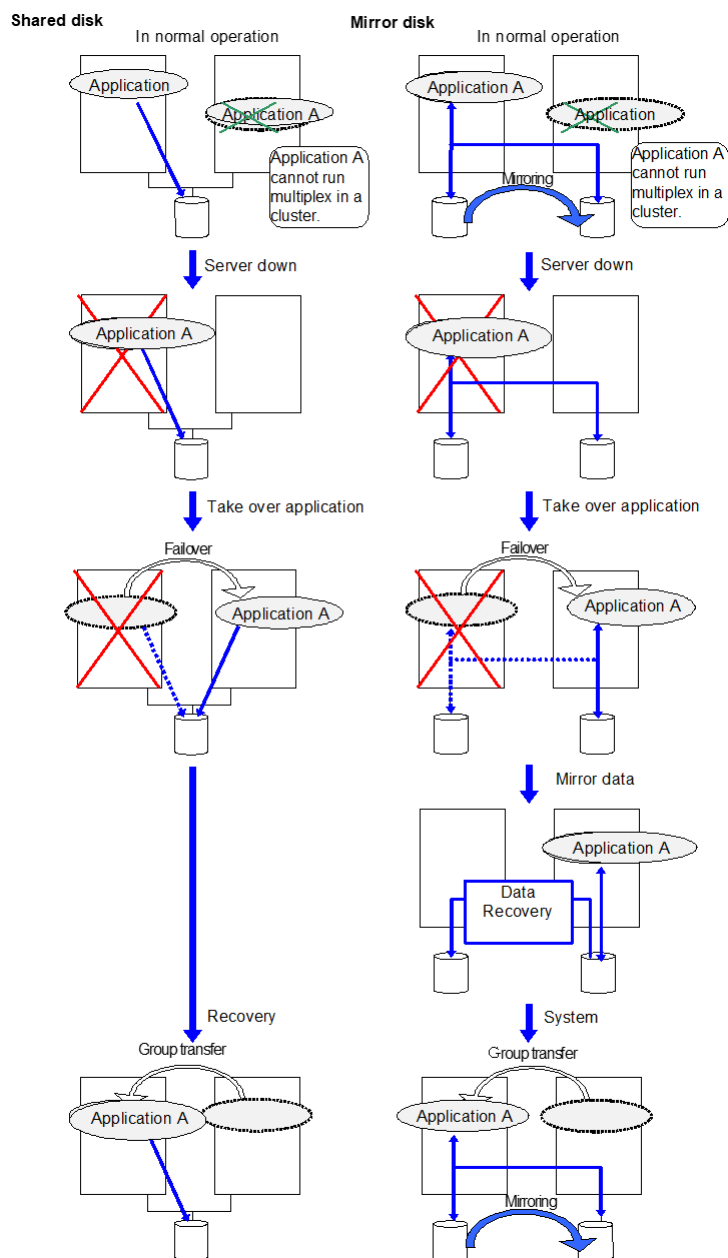 Shared disk
In normal operation
Application
Application A
Application A
cannot run
multiplex in a
cluster.
Server down
Application A
Take over application
Failover
Application A
Recovery
Group transfer
Application A
Mirror disk
In normal operation
Application A
Application
Application A
cannot run
multiplex in a
cluster.
Mirroring
Server down
Application A
Take over application
Failover
Application A
Mirror data
Application A
Data
Recovery
System
Group transfer
Application A
Mirroring